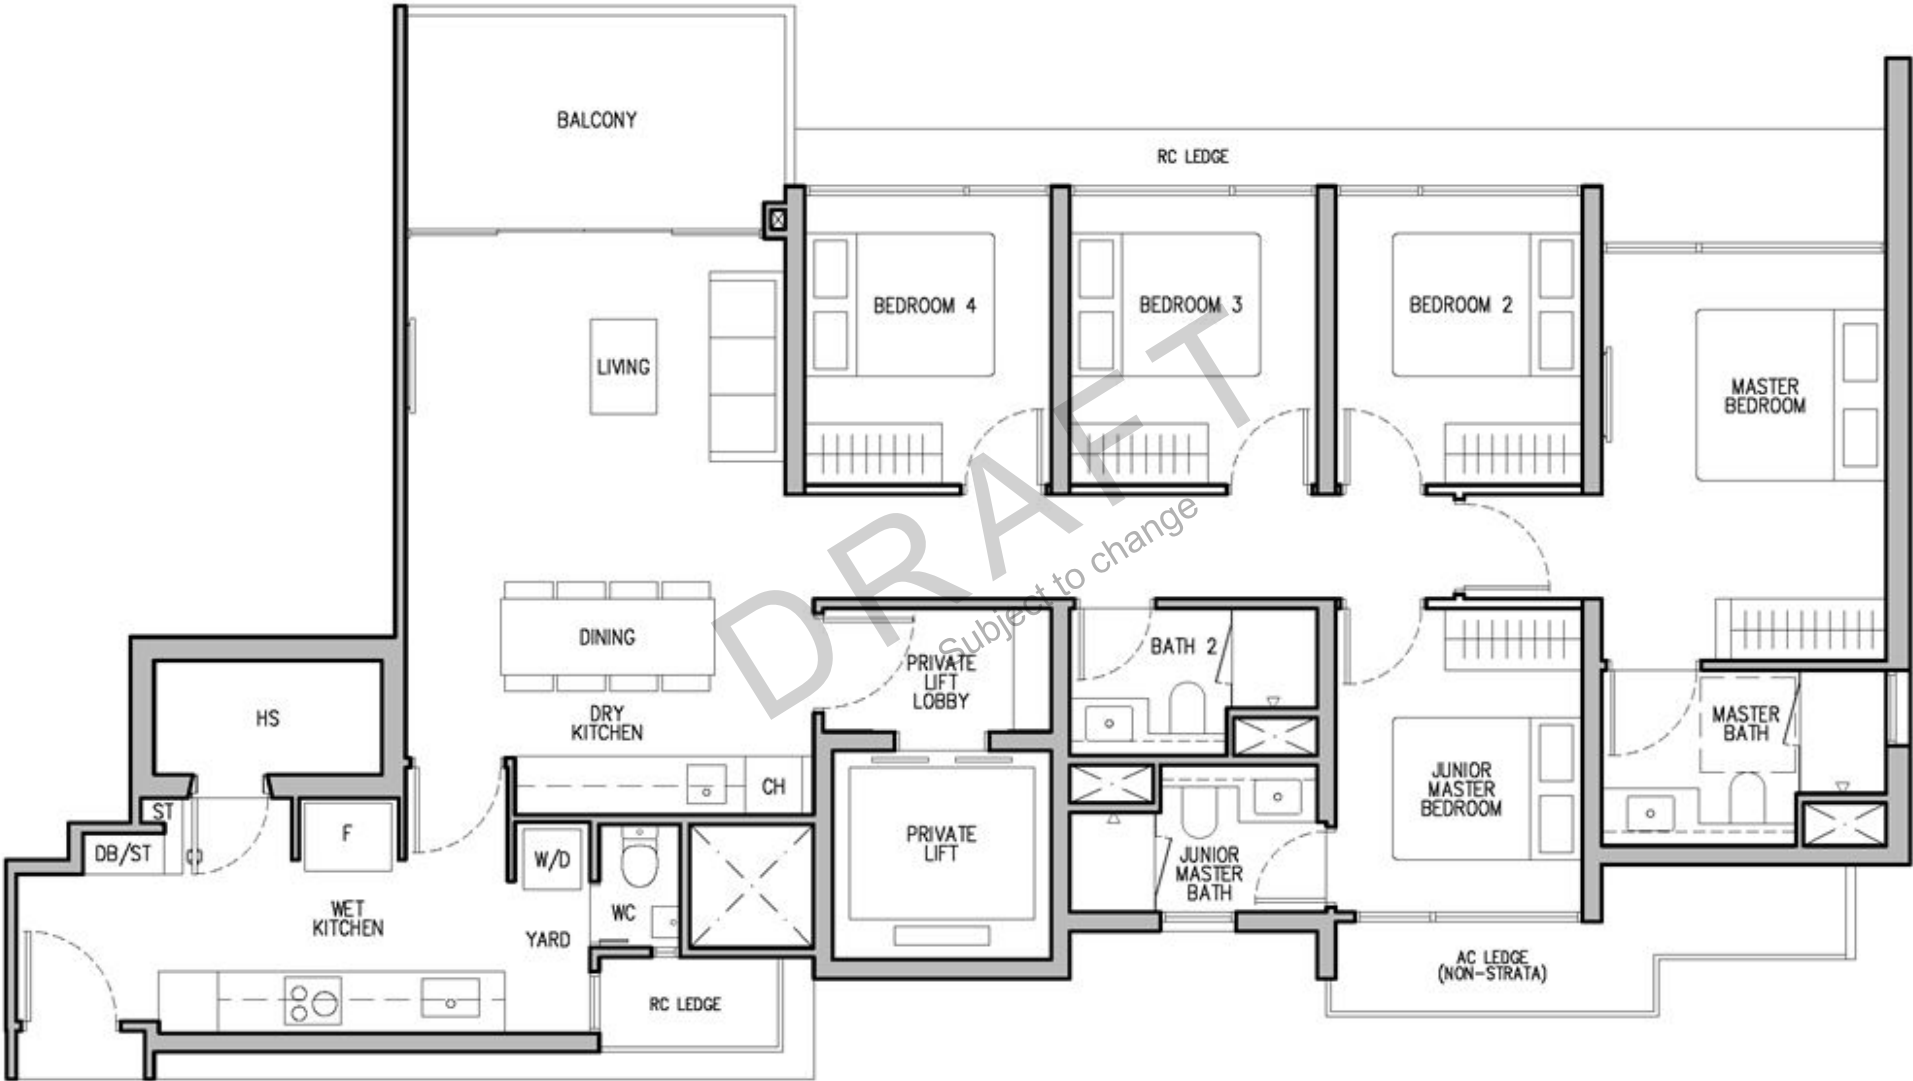 BALCONY
RC LEDGE
BEDROOM 4
BEDROOM 3
BEDROOM 2
LIVING
MASTER
BEDROOM
DRAFT
Subject to change
DINING
BATH 2
PRIVATE
LIFT
LOBBY
HS
DRY
KITCHEN
MASTER
BATH
CH
JUNIOR
MASTER
BEDROOM
ST
F
PRIVATE
LIFT
DB/ST
W/D
JUNIOR
MASTER
BATH
WET
KITCHEN
WC
YARD
AC LEDGE
(NON-STRATA)
RC LEDGE